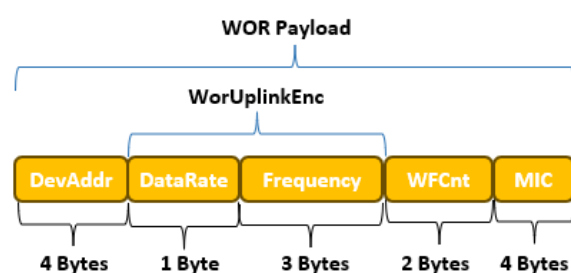 WOR Payload
WorUplinkEnc
DevAddr DataRate Frequency WFCnt MIC
4 Bytes 1 Byte 3 Bytes 2 Bytes 4 Bytes